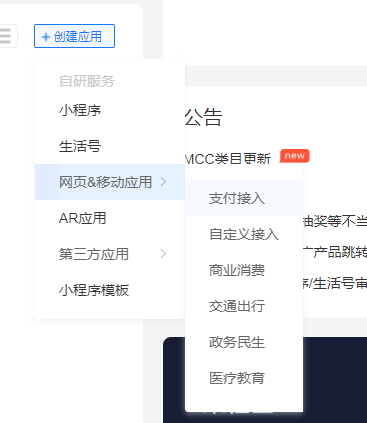 创建应用
自研服务
小程序
生活号
网页&移动应用
AR应用
第三方应用
小程序模板
公告
MCC类目更新 new
支付接入
自定义接入
商业消费
交通出行
政务民生
医疗教育
抽奖等不当
产品跳转
序/生活号审